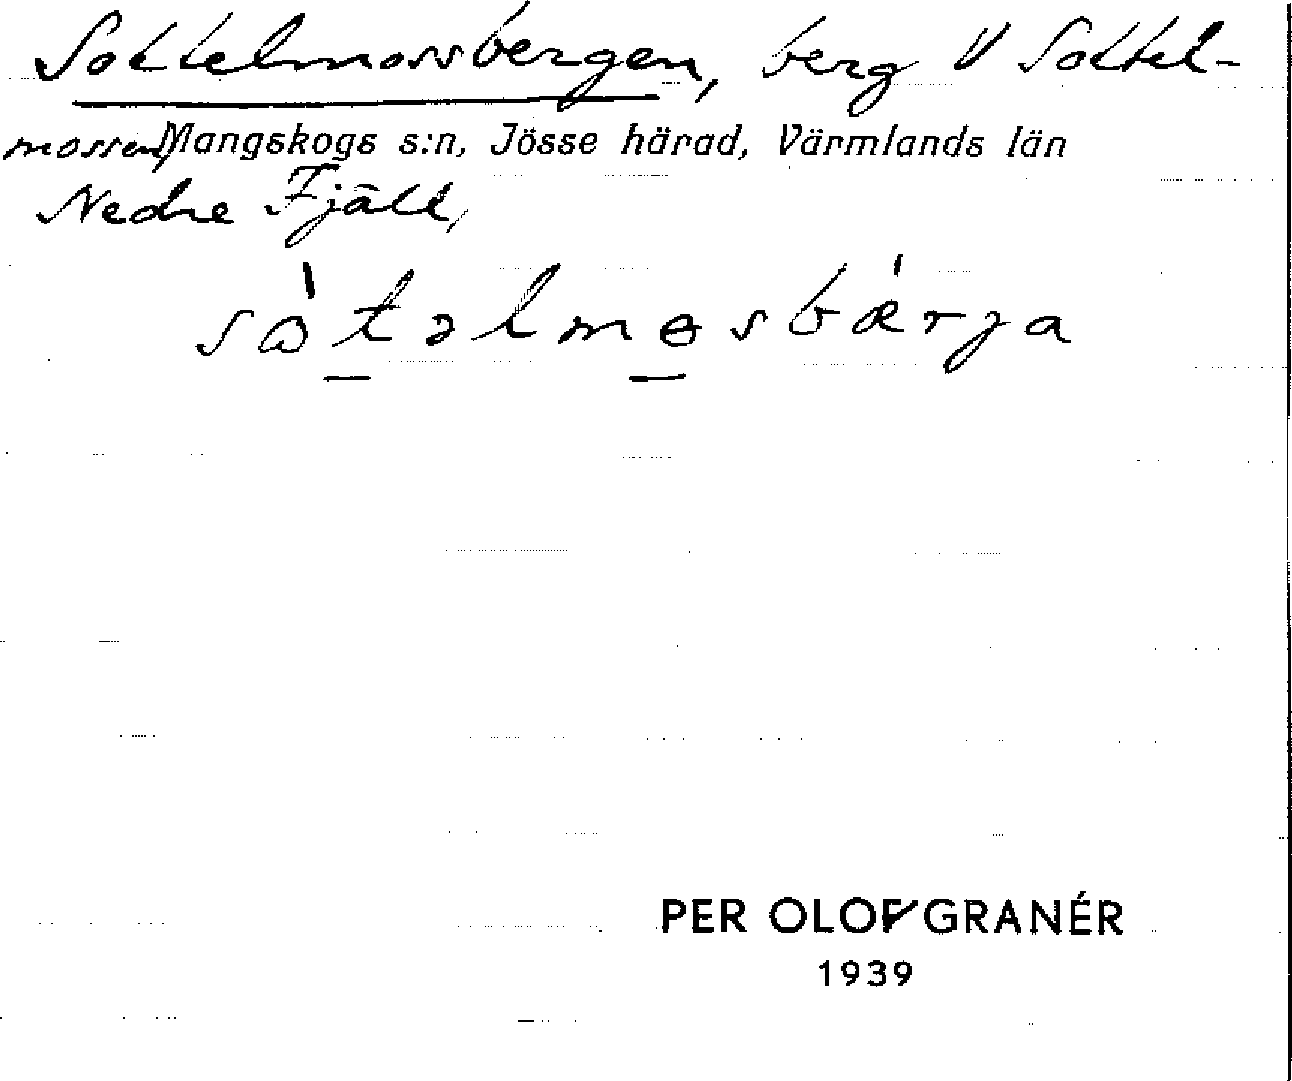 Sottelmossbergen, berg V Sottel-
mossen, Mangskogs s:n, Jösse härad, Värmlands län
Nedre Fjäll,
PER OLOF GRANÉR
1939